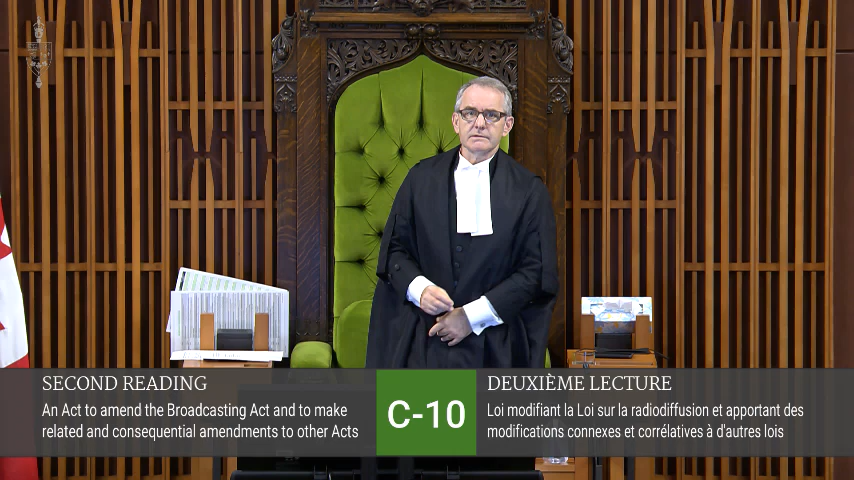 SECOND READING
An Act to amend the Broadcasting Act and to make
related and consequential amendments to other Acts
C-10
DEUXIÈME LECTURE
Loi modifiant la Loi sur la radiodiffusion et apportant des
modifications connexes et corrélatives à d'autres lois